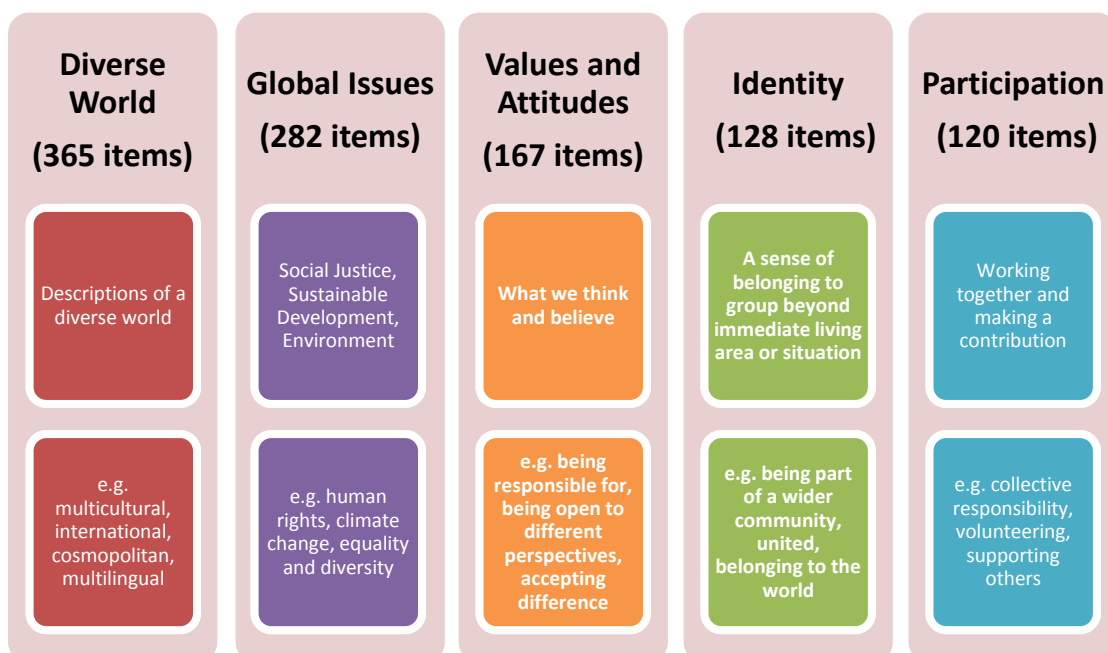 Diverse
World
(365 items)
Descriptions of a
diverse world
e.g.
multicultural,
international,
cosmopolitan,
multilingual
Global Issues
(282 items)
Social Justice,
Sustainable
Development,
Environment
e.g. human
rights, climate
change, equality
and diversity
Values and
Attitudes
(167 items)
What we think
and believe
e.g. being
responsible for,
being open to
different
perspectives,
accepting
difference
Identity
(128 items)
A sense of
belonging to
group beyond
immediate living
area or situation
e.g. being part
of a wider
community,
united,
belonging to the
world
Participation
(120 items)
Working
together and
making a
contribution
e.g. collective
responsibility,
volunteering,
supporting
others